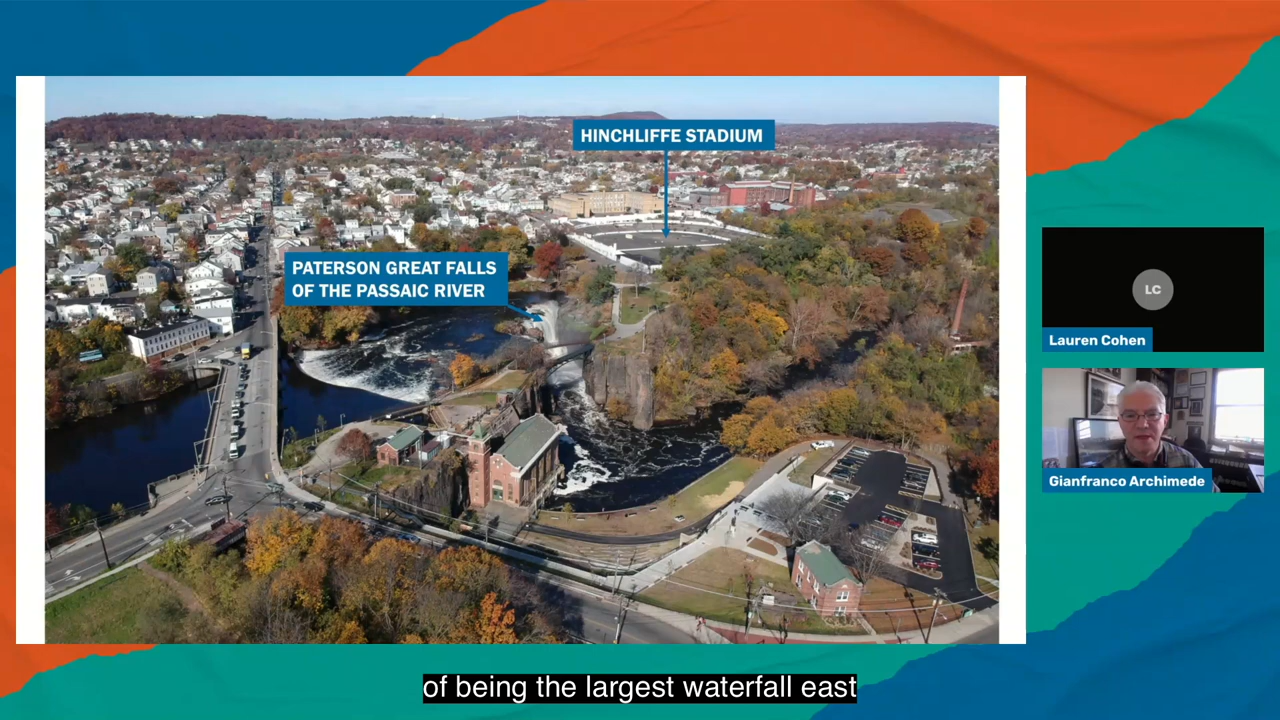 HINCHLIFFE STADIUM
PATERSON GREAT FALLS
OF THE PASSAIC RIVER
LC
Lauren Cohen
Gianfranco Archimede
of being the largest waterfall east